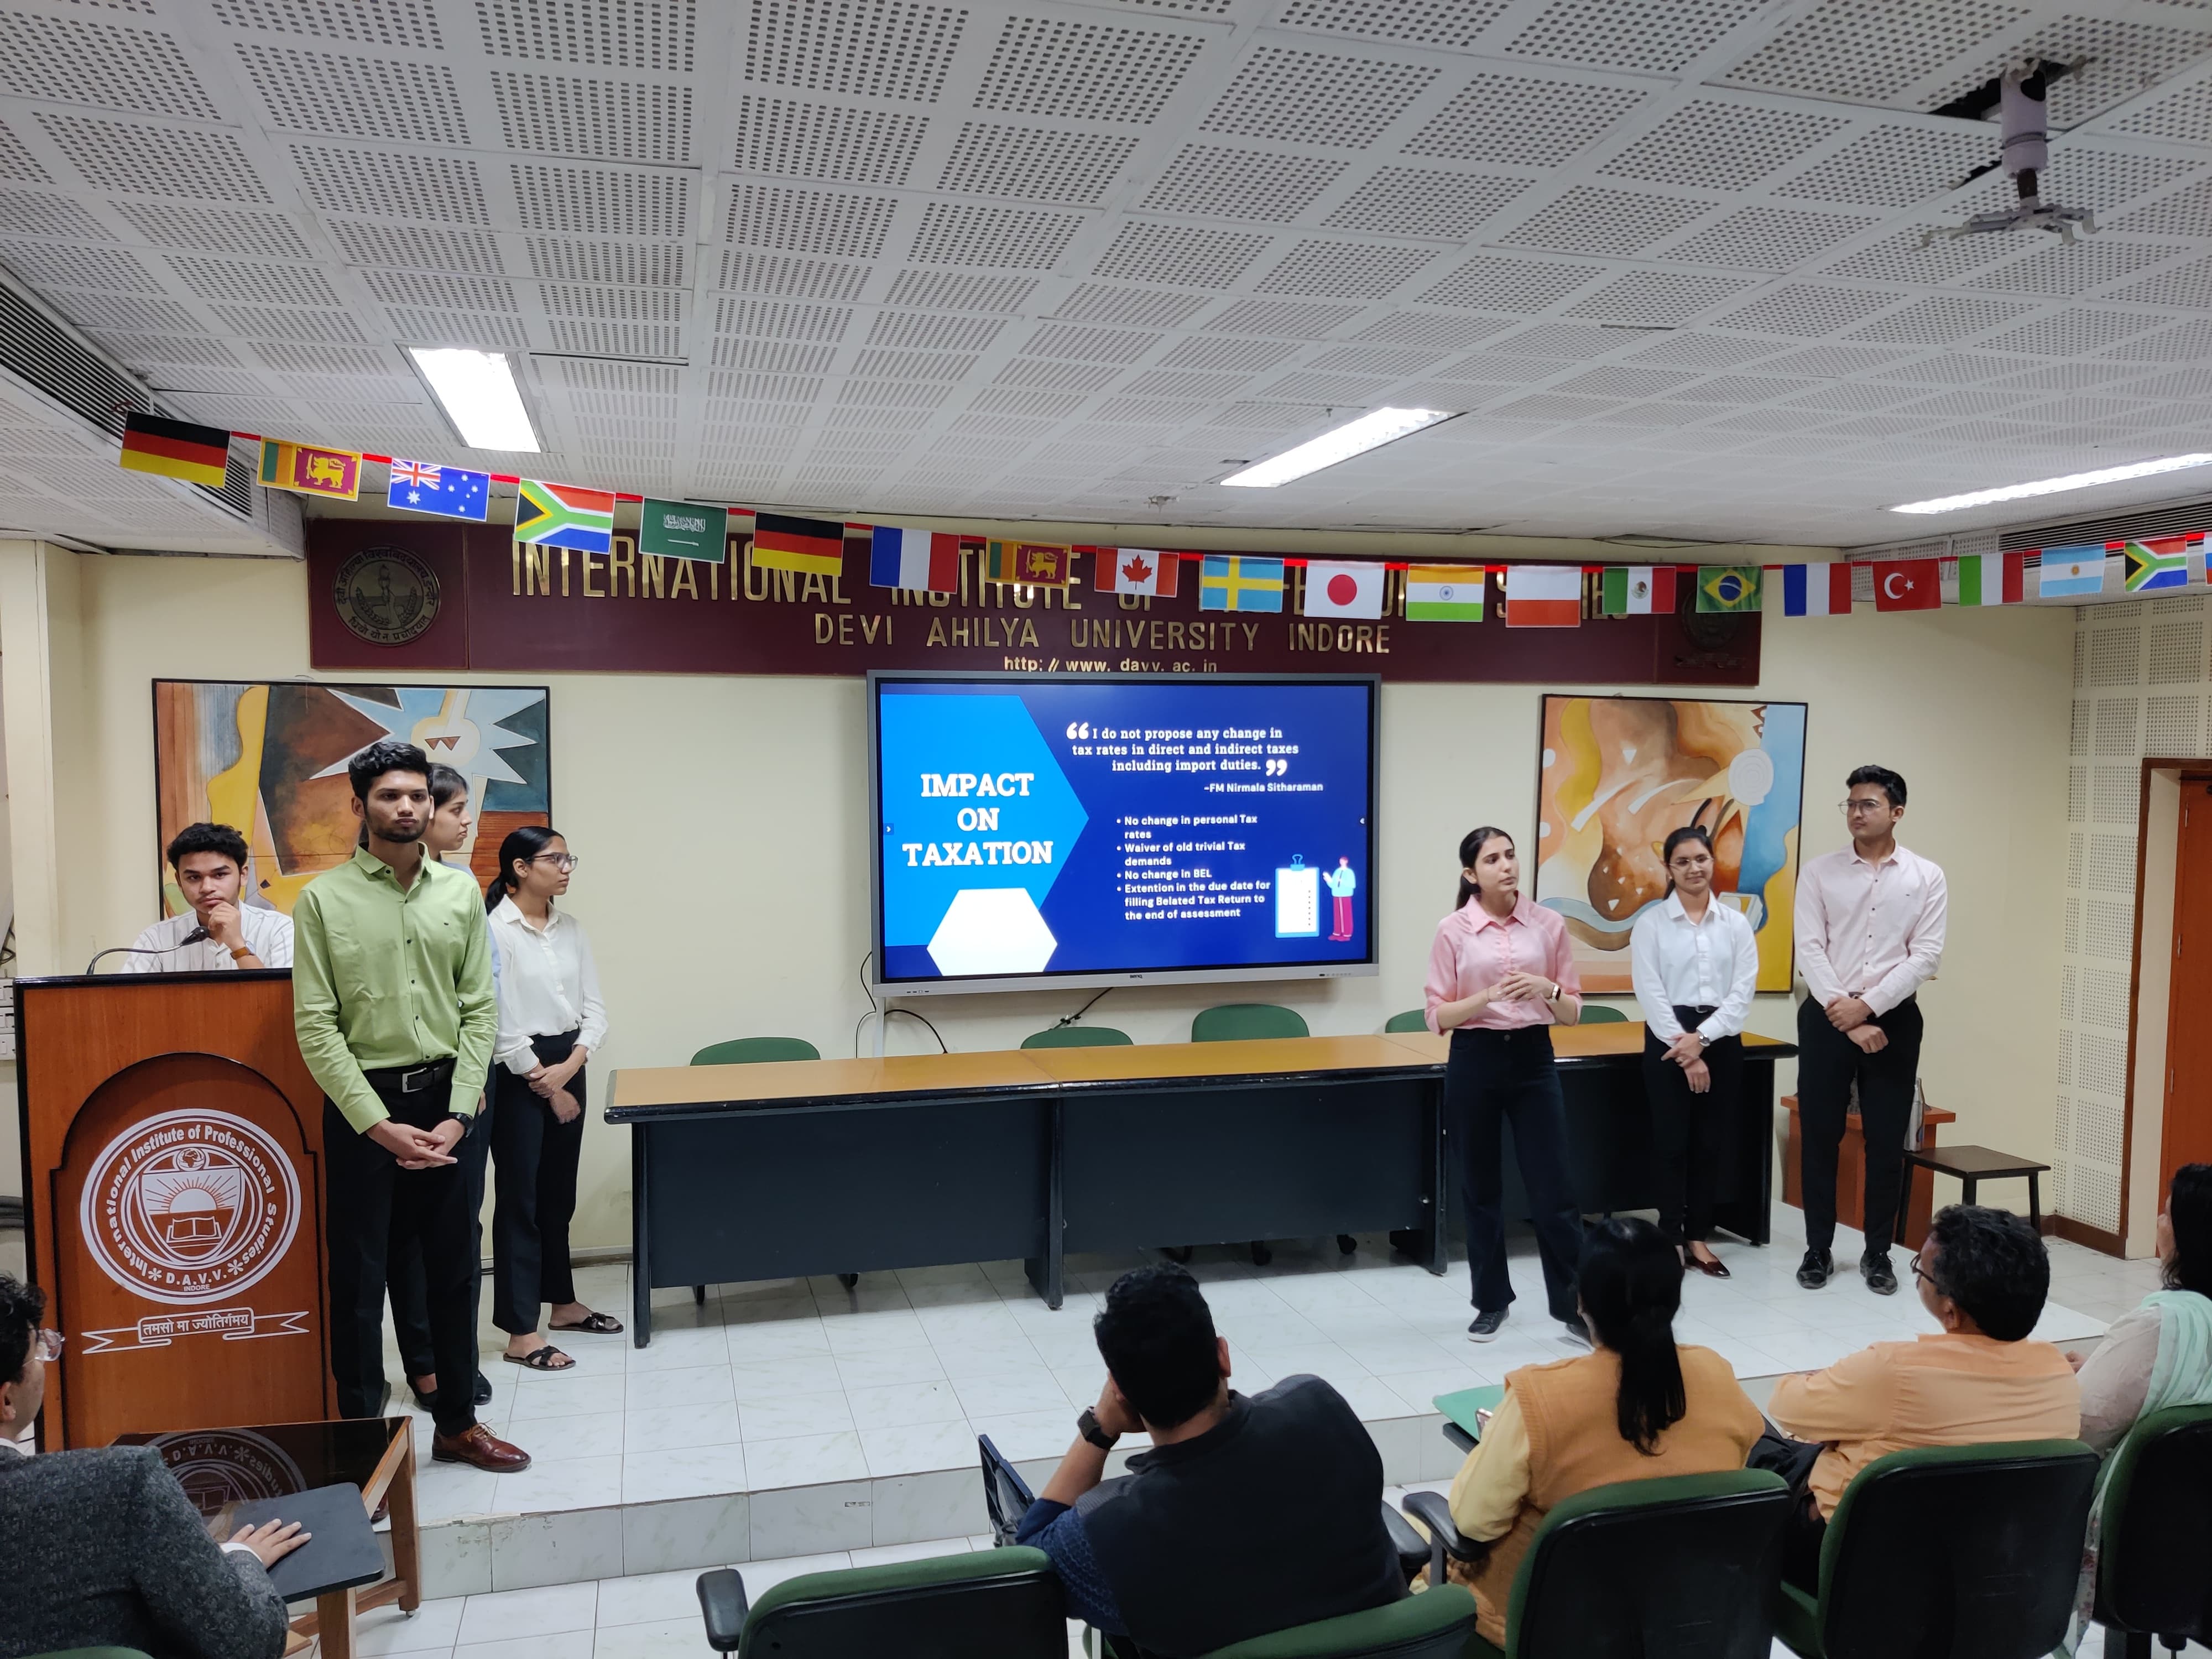 INTERNATIONAL INSTITUTE OF
DEVI AHILYA UNIVERSITY INDORE
http://www.davv.ac.in
IMPACT
ON
TAXATION
“ I do not propose any change in
tax rates in direct and indirect taxes
including import duties. ”
-FM Nirmala Sitharaman
• No change in personal Tax
rates
• Waiver of old trivial Tax
demands
• No change in BEL
• Extention in the due date for
filling Belated Tax Return to
the end of assessment
BENQ
International Institute of Professional Studies
* D.A.V.V. *
INDORE
तमसो मा ज्योतिर्गमय